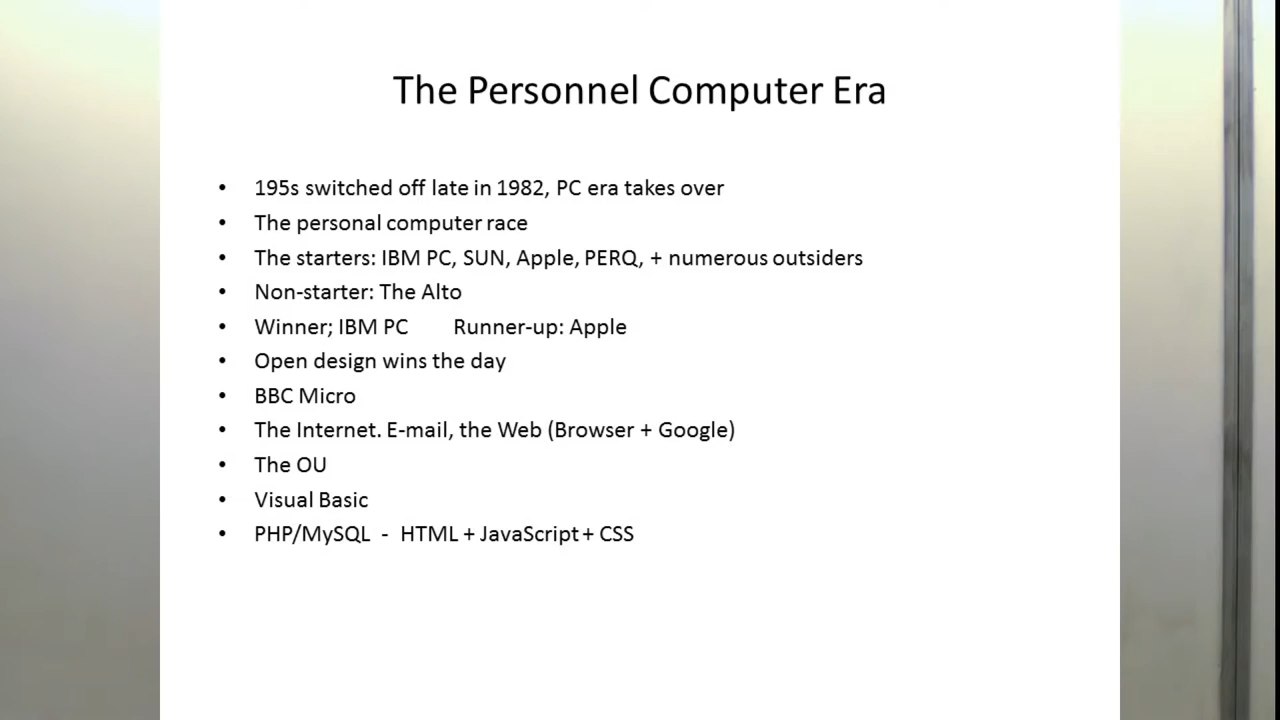 The Personnel Computer Era
• 195s switched off late in 1982, PC era takes over
• The personal computer race
• The starters: IBM PC, SUN, Apple, PERQ, + numerous outsiders
• Non-starter: The Alto
• Winner; IBM PC Runner-up: Apple
• Open design wins the day
• BBC Micro
• The Internet. E-mail, the Web (Browser + Google)
• The OU
• Visual Basic
• PHP/MySQL - HTML + JavaScript + CSS